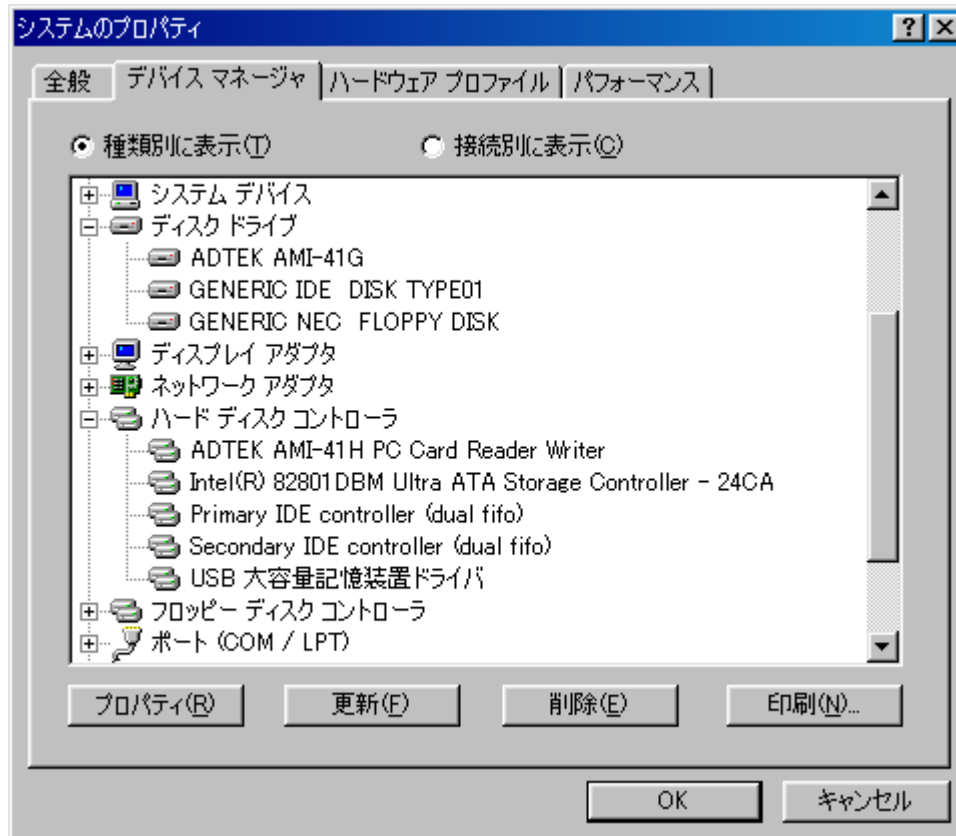 システムのプロパティ
全般 デバイス マネージャ ハードウェア プロファイル パフォーマンス
種類別に表示(T) 接続別に表示(C)
システム デバイス
ディスク ドライブ
ADTEK AMI-41G
GENERIC IDE DISK TYPE01
GENERIC NEC FLOPPY DISK
ディスプレイ アダプタ
ネットワーク アダプタ
ハード ディスク コントローラ
ADTEK AMI-41H PC Card Reader Writer
Intel(R) 82801DBM Ultra ATA Storage Controller - 24CA
Primary IDE controller (dual fifo)
Secondary IDE controller (dual fifo)
USB 大容量記憶装置ドライバ
フロッピー ディスク コントローラ
ポート (COM / LPT)
プロパティ(R) 更新(F) 削除(E) 印刷(N)...
OK キャンセル